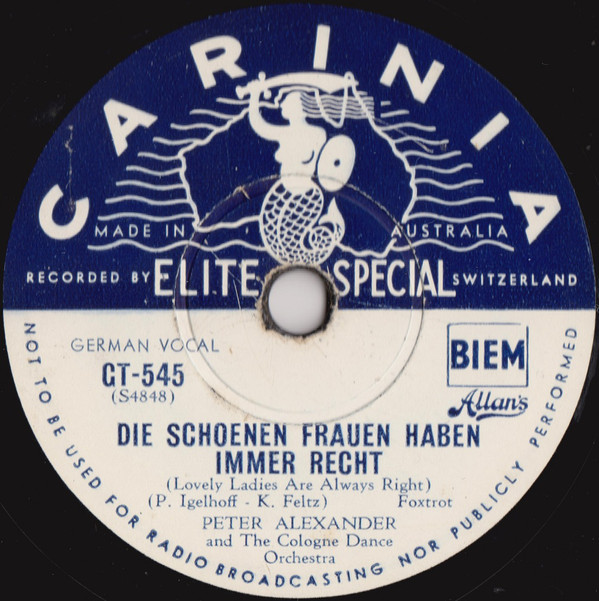 CARINIA
MADE IN AUSTRALIA
RECORDED BY ELITE SPECIAL SWITZERLAND
GERMAN VOCAL
CT-545
(S4848)
BIEM
Allan's
DIE SCHOENEN FRAUEN HABEN
IMMER RECHT
(Lovely Ladies Are Always Right)
(P. Igelhoff - K. Feltz) Foxtrot
PETER ALEXANDER
and The Cologne Dance
Orchestra
NOT TO BE USED FOR RADIO BROADCASTING NOR PUBLICLY PERFORMED